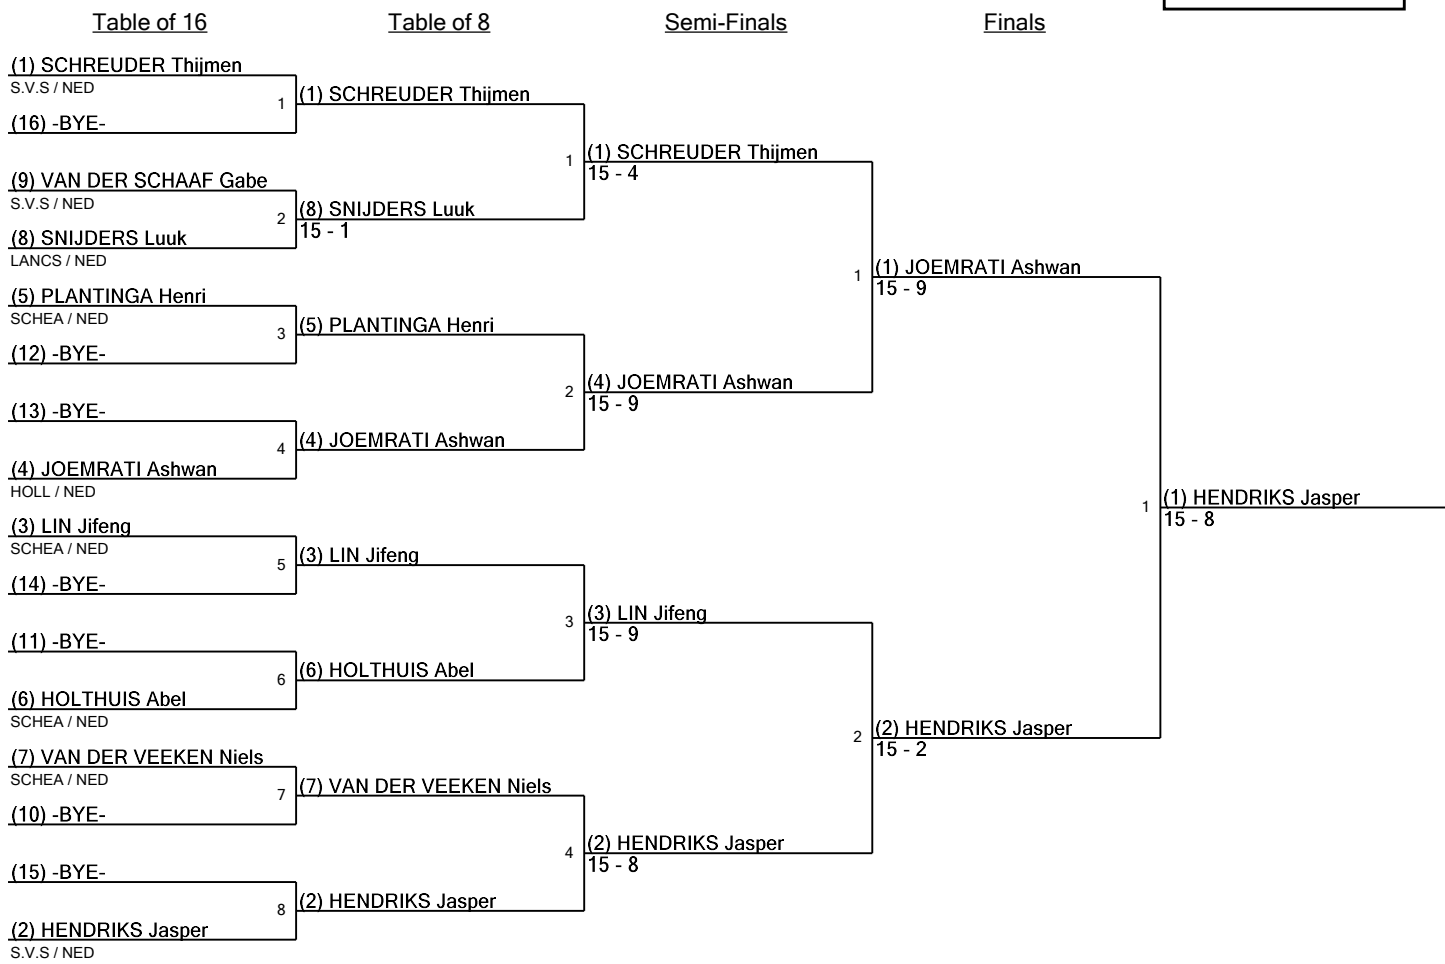 Table of 16
Table of 8
Semi-Finals
Finals
(1) SCHREUDER Thijmen
S.V.S / NED
1
(16) -BYE-
(9) VAN DER SCHAAF Gabe
S.V.S / NED
2
(8) SNIJDERS Luuk
LANCS / NED
(5) PLANTINGA Henri
SCHEA / NED
3
(12) -BYE-
(13) -BYE-
4
(4) JOEMRATI Ashwan
HOLL / NED
(3) LIN Jifeng
SCHEA / NED
5
(14) -BYE-
(11) -BYE-
6
(6) HOLTHUIS Abel
SCHEA / NED
(7) VAN DER VEEKEN Niels
SCHEA / NED
7
(10) -BYE-
(15) -BYE-
8
(2) HENDRIKS Jasper
S.V.S / NED
(1) SCHREUDER Thijmen
1
(8) SNIJDERS Luuk
15 - 1
(5) PLANTINGA Henri
2
(4) JOEMRATI Ashwan
(3) LIN Jifeng
3
(6) HOLTHUIS Abel
(7) VAN DER VEEKEN Niels
4
(2) HENDRIKS Jasper
(1) SCHREUDER Thijmen
15 - 4
1
(4) JOEMRATI Ashwan
15 - 9
(3) LIN Jifeng
15 - 9
2
(2) HENDRIKS Jasper
15 - 8
(1) JOEMRATI Ashwan
15 - 9
1
(2) HENDRIKS Jasper
15 - 2
(1) HENDRIKS Jasper
15 - 8